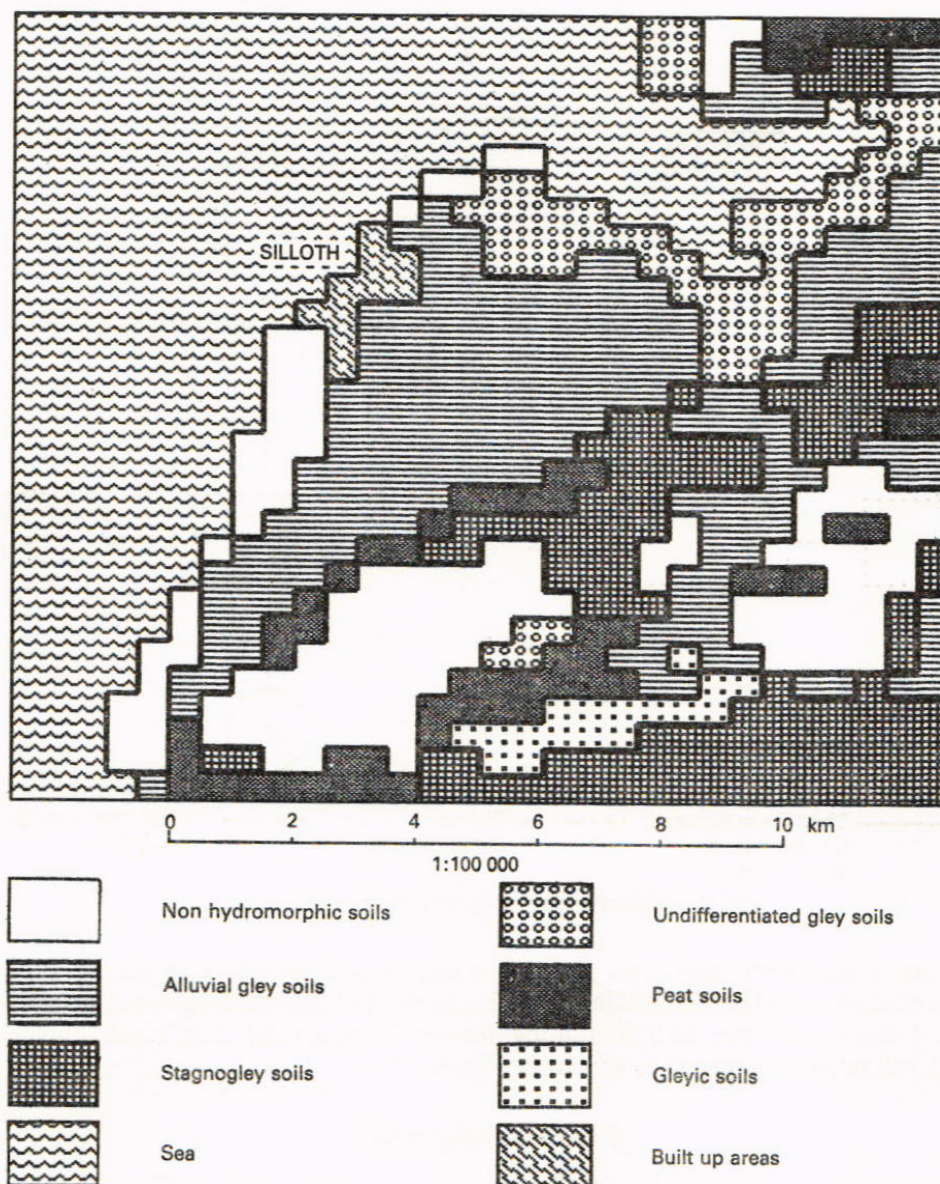 SILLOTH
0 2 4 6 8 10 km
1:100 000
Non hydromorphic soils
Undifferentiated gley soils
Alluvial gley soils
Peat soils
Stagnogley soils
Gleyic soils
Sea
Built up areas